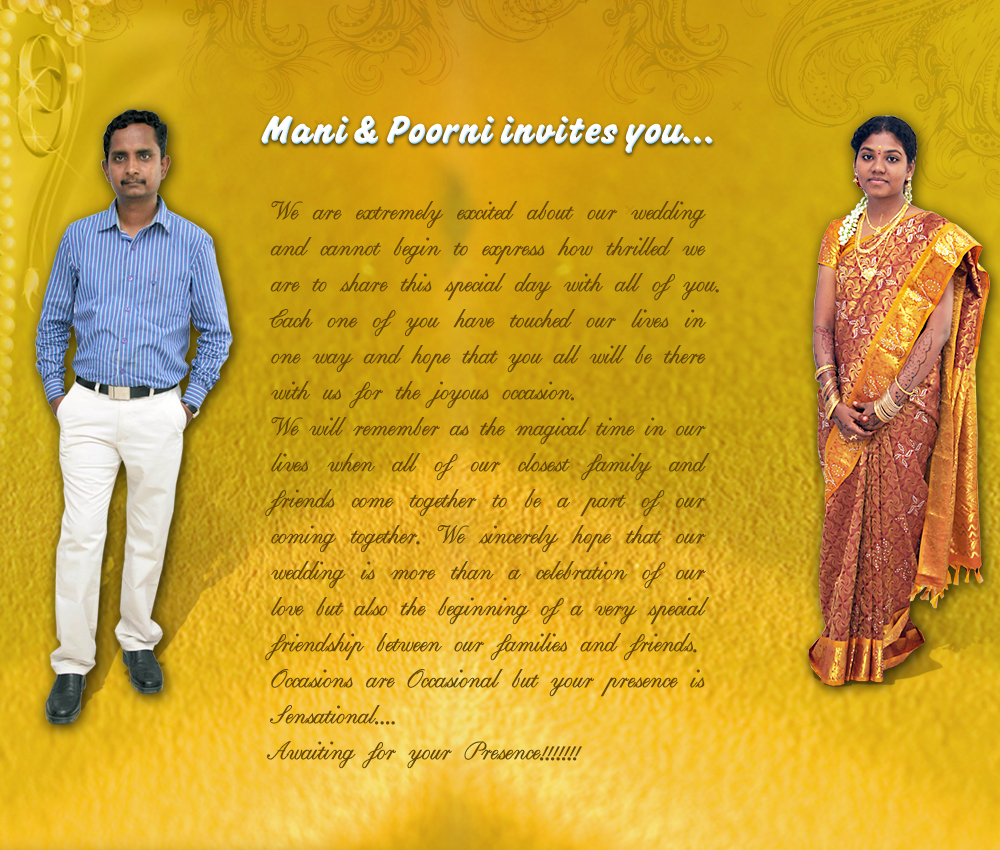 Mani & Poorni invites you...
We are extremely excited about our wedding
and cannot begin to express how thrilled we
are to share this special day with all of you.
Each one of you have touched our lives in
one way and hope that you all will be there
with us for the joyous occasion.
We will remember as the magical time in our
lives when all of our closest family and
friends come together to be a part of our
coming together. We sincerely hope that our
wedding is more than a celebration of our
love but also the beginning of a very special
friendship between our families and friends.
Occasions are Occasional but your presence is
Sensational....
Awaiting for your Presence!!!!!!!